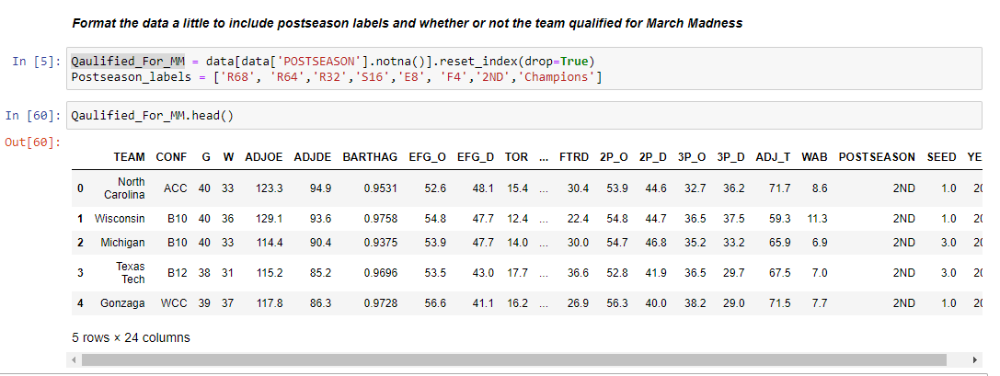 Format the data a little to include postseason labels and whether or not the team qualified for March Madness
In [5]: Qaulified_For_MM = data[data['POSTSEASON'].notna()].reset_index(drop=True)
Postseason_labels = ['R68', 'R64','R32','S16','E8', 'F4','2ND','Champions']
In [60]: Qaulified_For_MM.head()
Out[60]:
TEAM CONF G W ADJOE ADJDE BARTHAG EFG_O EFG_D TOR ... FTRD 2P_O 2P_D 3P_O 3P_D ADJ_T WAB POSTSEASON SEED YE
0 North Carolina ACC 40 33 123.3 94.9 0.9531 52.6 48.1 15.4 ... 30.4 53.9 44.6 32.7 36.2 71.7 8.6 2ND 1.0 20
1 Wisconsin B10 40 36 129.1 93.6 0.9758 54.8 47.7 12.4 ... 22.4 54.8 44.7 36.5 37.5 59.3 11.3 2ND 1.0 20
2 Michigan B10 40 33 114.4 90.4 0.9375 53.9 47.7 14.0 ... 30.0 54.7 46.8 35.2 33.2 65.9 6.9 2ND 3.0 20
3 Texas Tech B12 38 31 115.2 85.2 0.9696 53.5 43.0 17.7 ... 36.6 52.8 41.9 36.5 29.7 67.5 7.0 2ND 3.0 20
4 Gonzaga WCC 39 37 117.8 86.3 0.9728 56.6 41.1 16.2 ... 26.9 56.3 40.0 38.2 29.0 71.5 7.7 2ND 1.0 20
5 rows × 24 columns